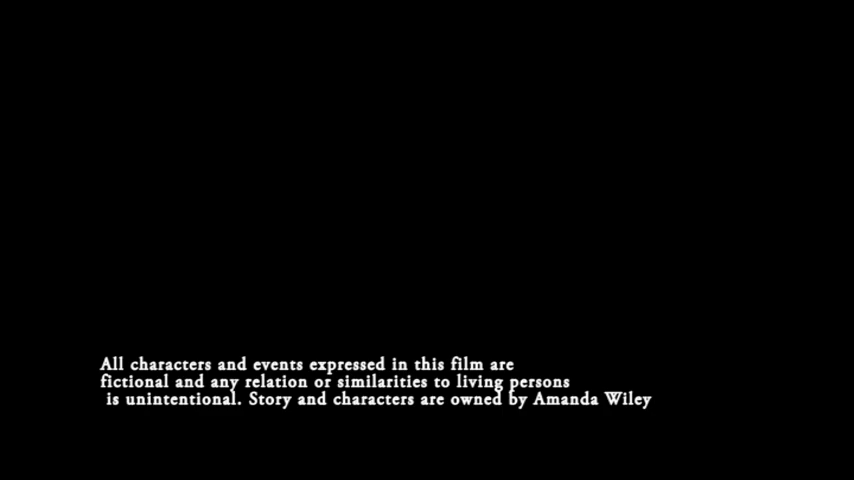 All characters and events expressed in this film are
fictional and any relation or similarities to living persons
is unintentional. Story and characters are owned by Amanda Wiley